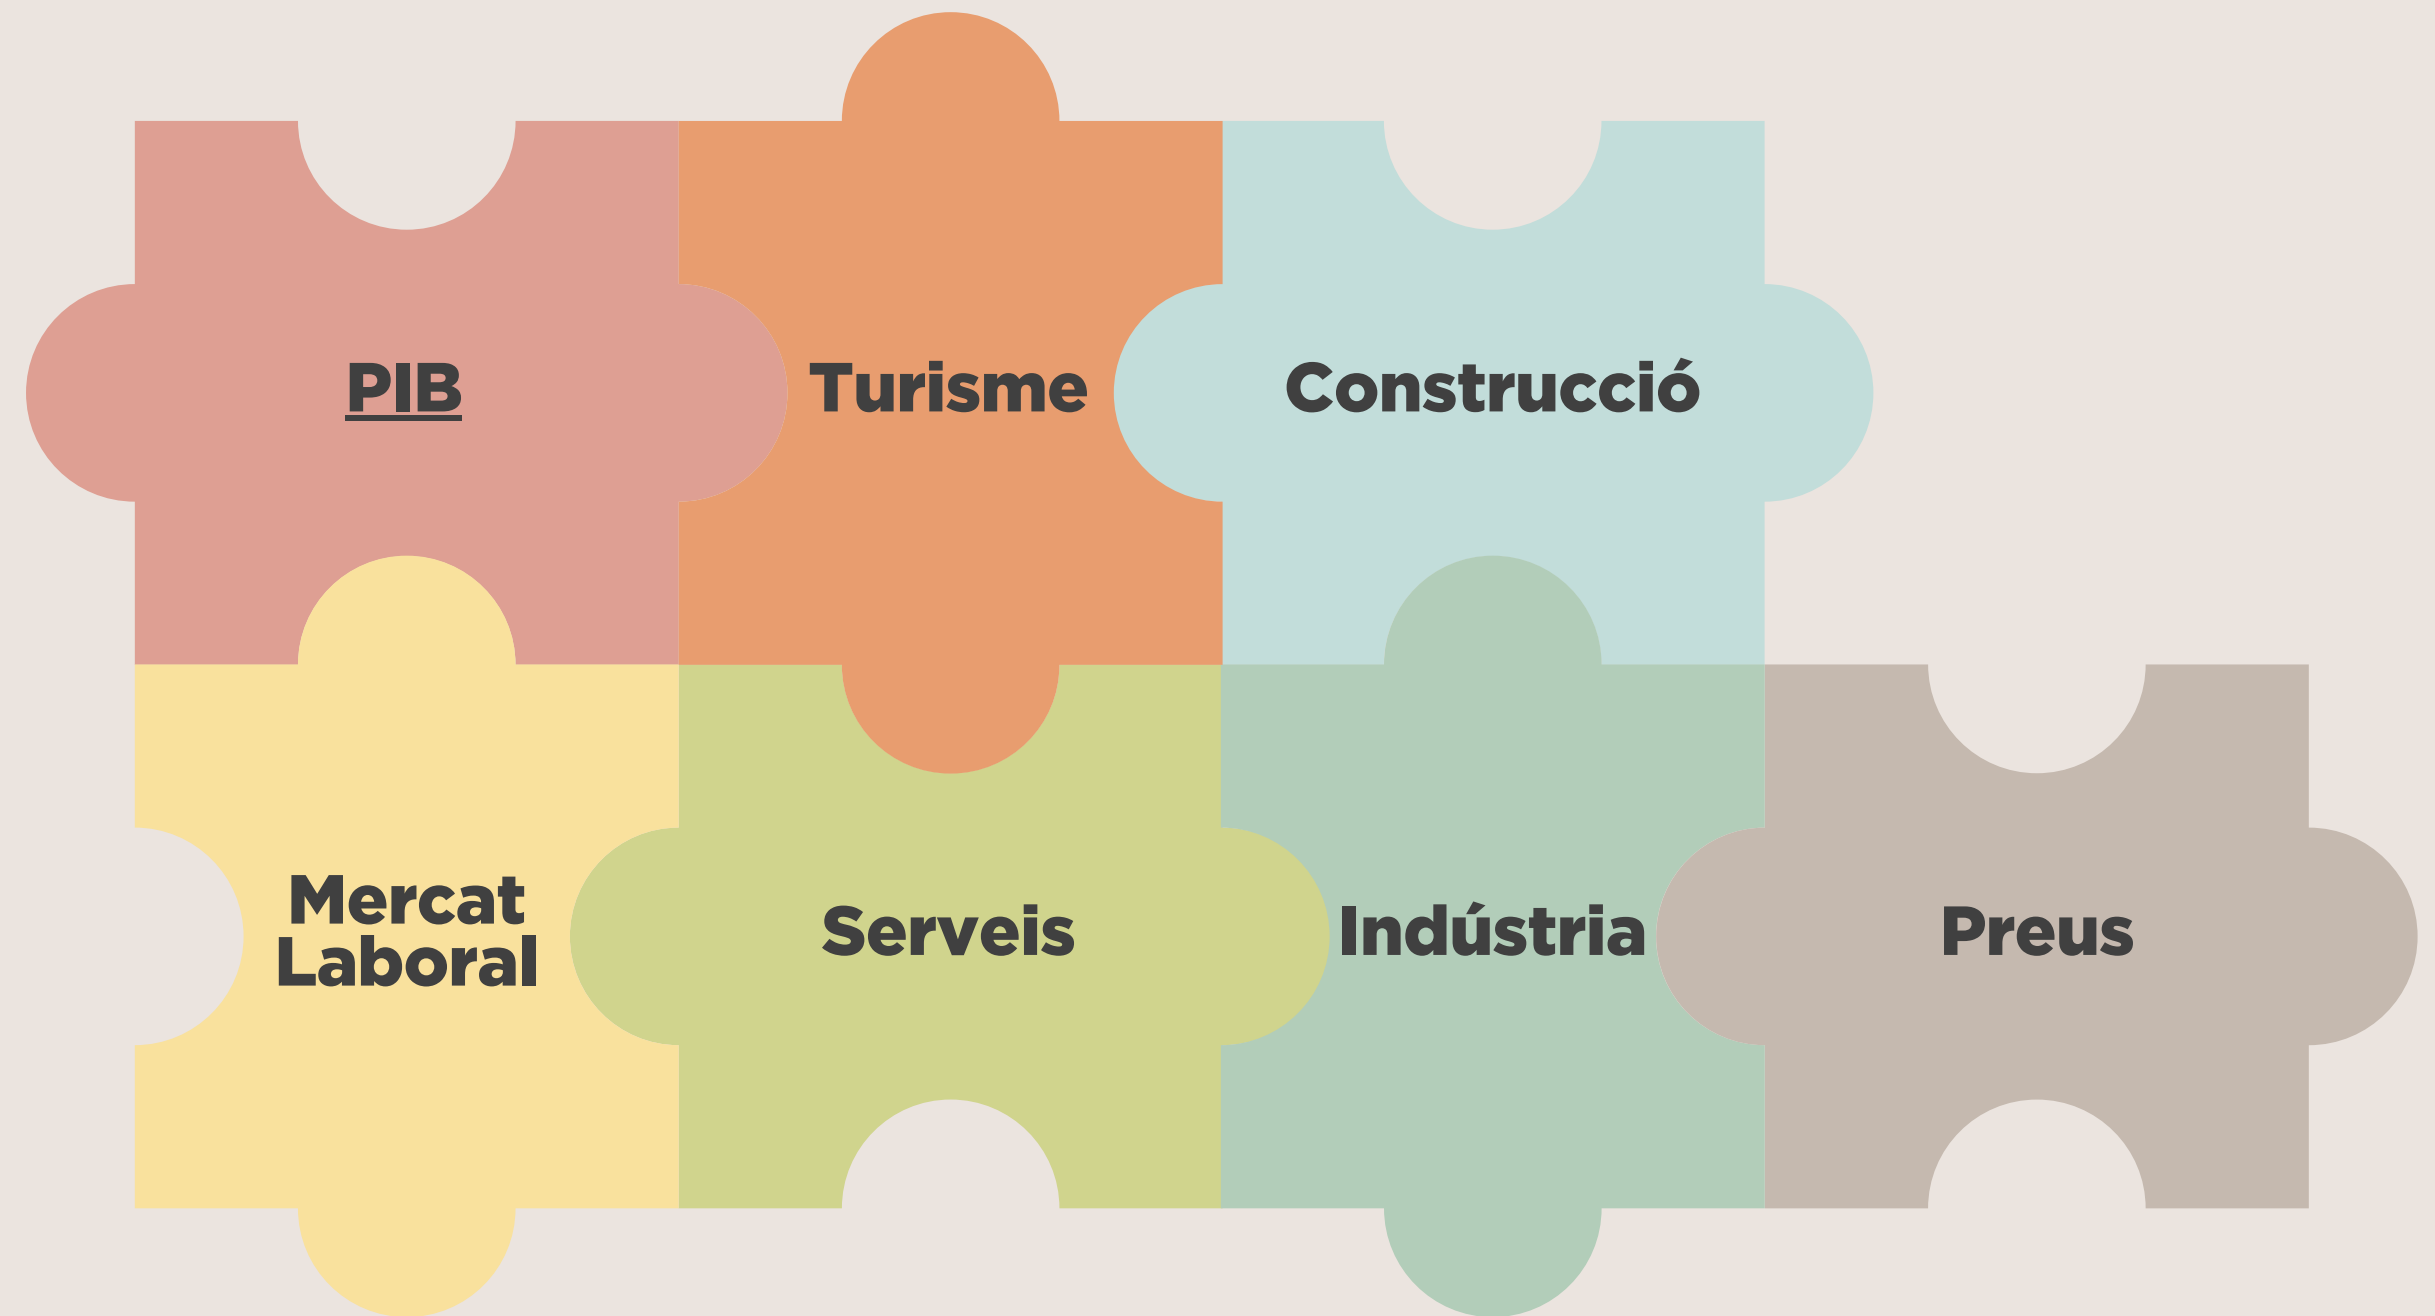 PIB
Turisme
Construcció
Mercat
Laboral
Serveis
Indústria
Preus